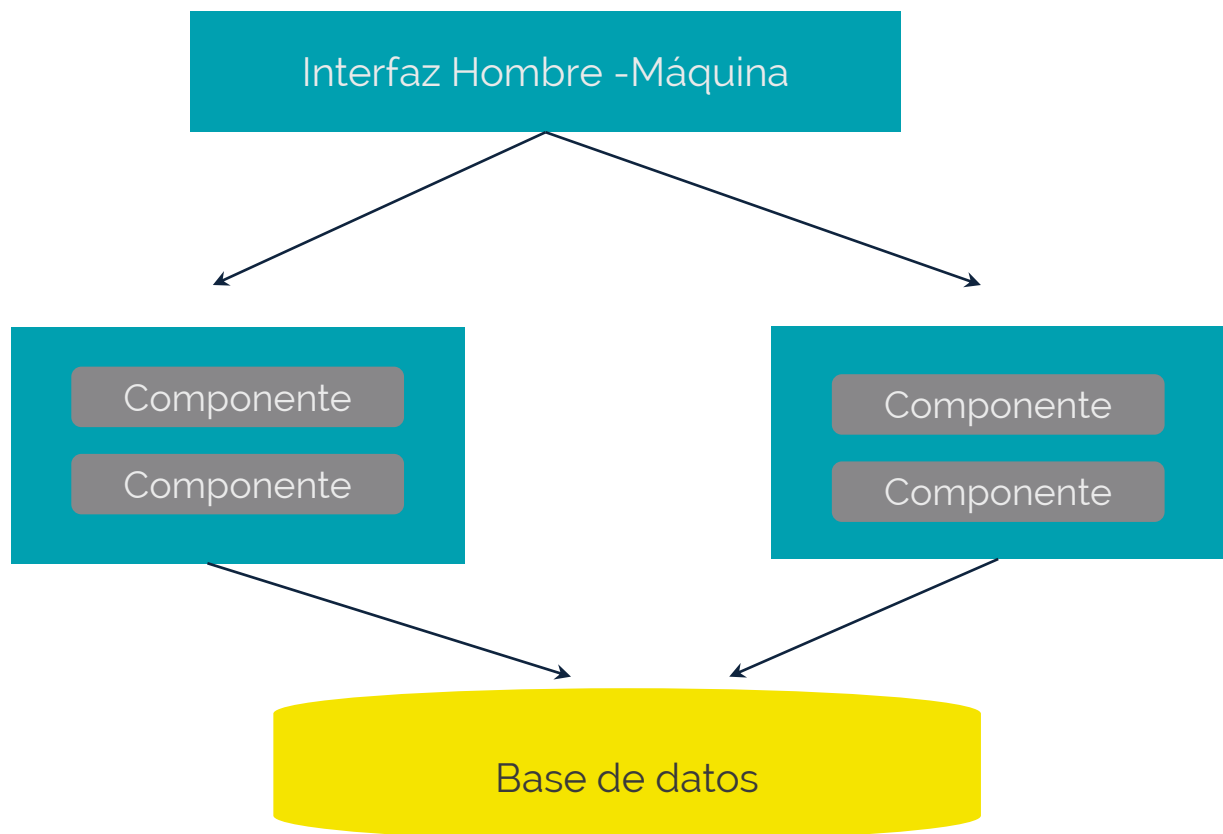 Interfaz Hombre -Máquina
Componente
Componente
Componente
Componente
Base de datos